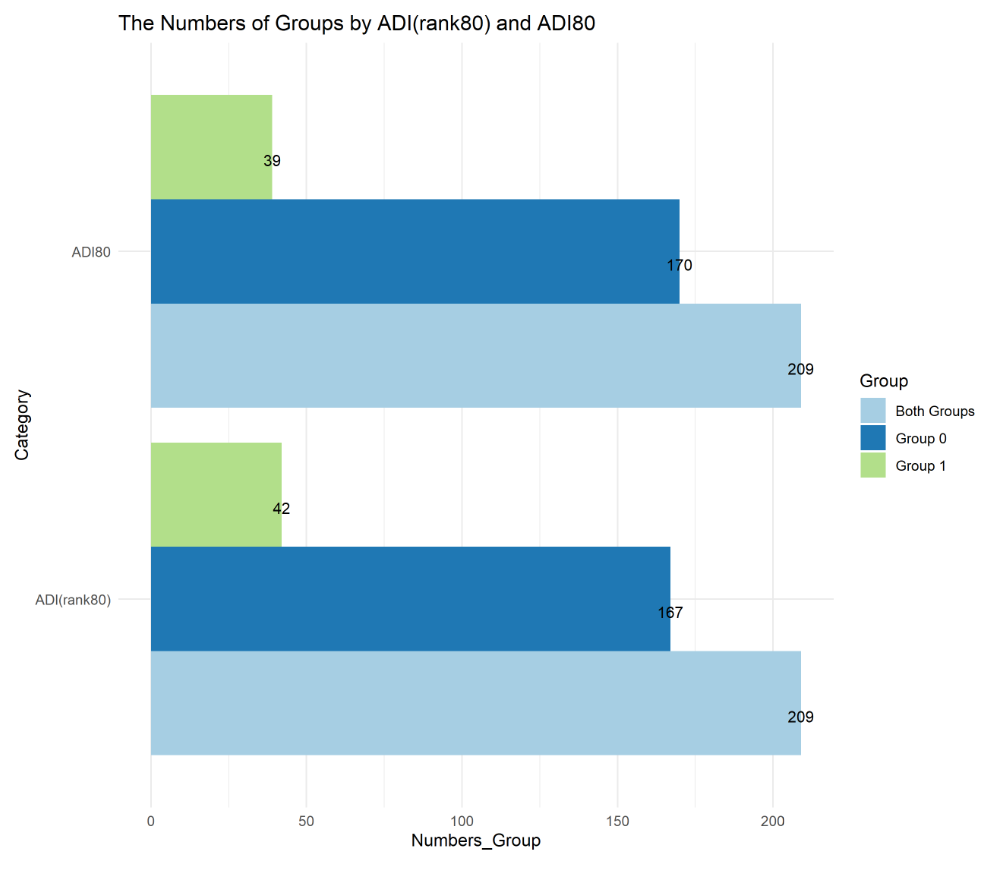 The Numbers of Groups by ADI(rank80) and ADI80
39
ADI80
170
209
Category
42
ADI(rank80)
167
209
Group
Both Groups
Group 0
Group 1
0 50 100 150 200
Numbers_Group